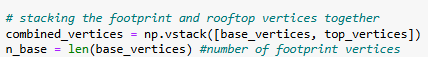 # stacking the footprint and rooftop vertices together
combined_vertices = np.vstack([base_vertices, top_vertices])
n_base = len(base_vertices) #number of footprint vertices